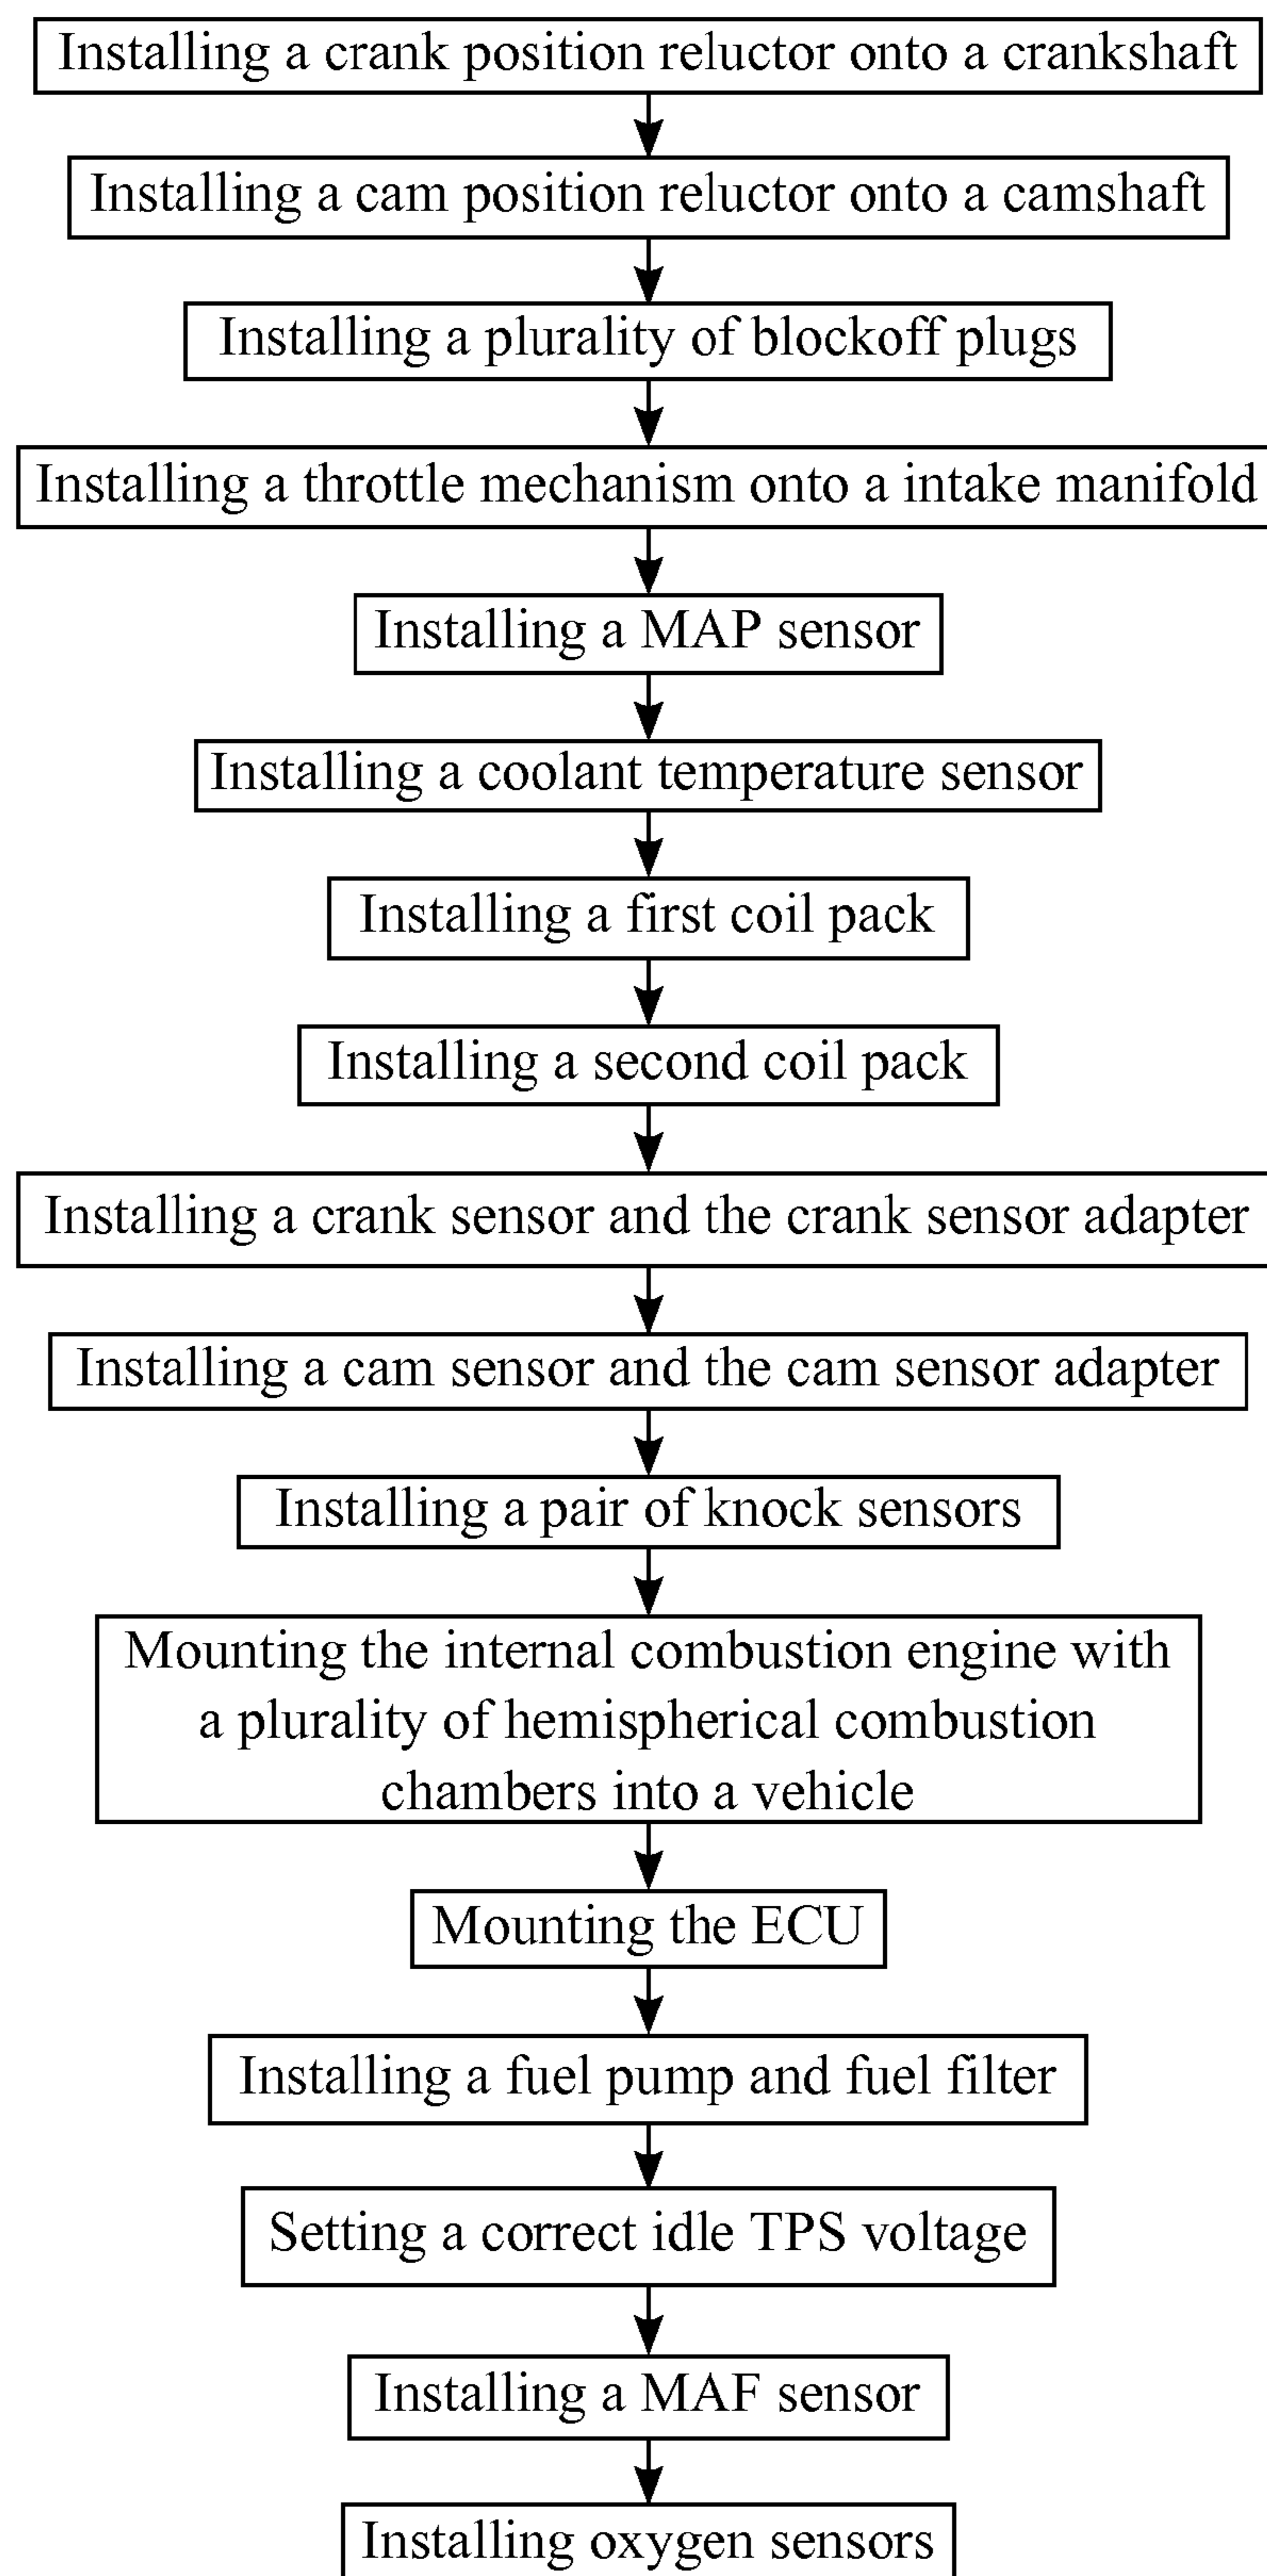 Installing a crank position reluctor onto a crankshaft
Installing a cam position reluctor onto a camshaft
Installing a plurality of blockoff plugs
Installing a throttle mechanism onto a intake manifold
Installing a MAP sensor
Installing a coolant temperature sensor
Installing a first coil pack
Installing a second coil pack
Installing a crank sensor and the crank sensor adapter
Installing a cam sensor and the cam sensor adapter
Installing a pair of knock sensors
Mounting the internal combustion engine with
a plurality of hemispherical combustion
chambers into a vehicle
Mounting the ECU
Installing a fuel pump and fuel filter
Setting a correct idle TPS voltage
Installing a MAF sensor
Installing oxygen sensors